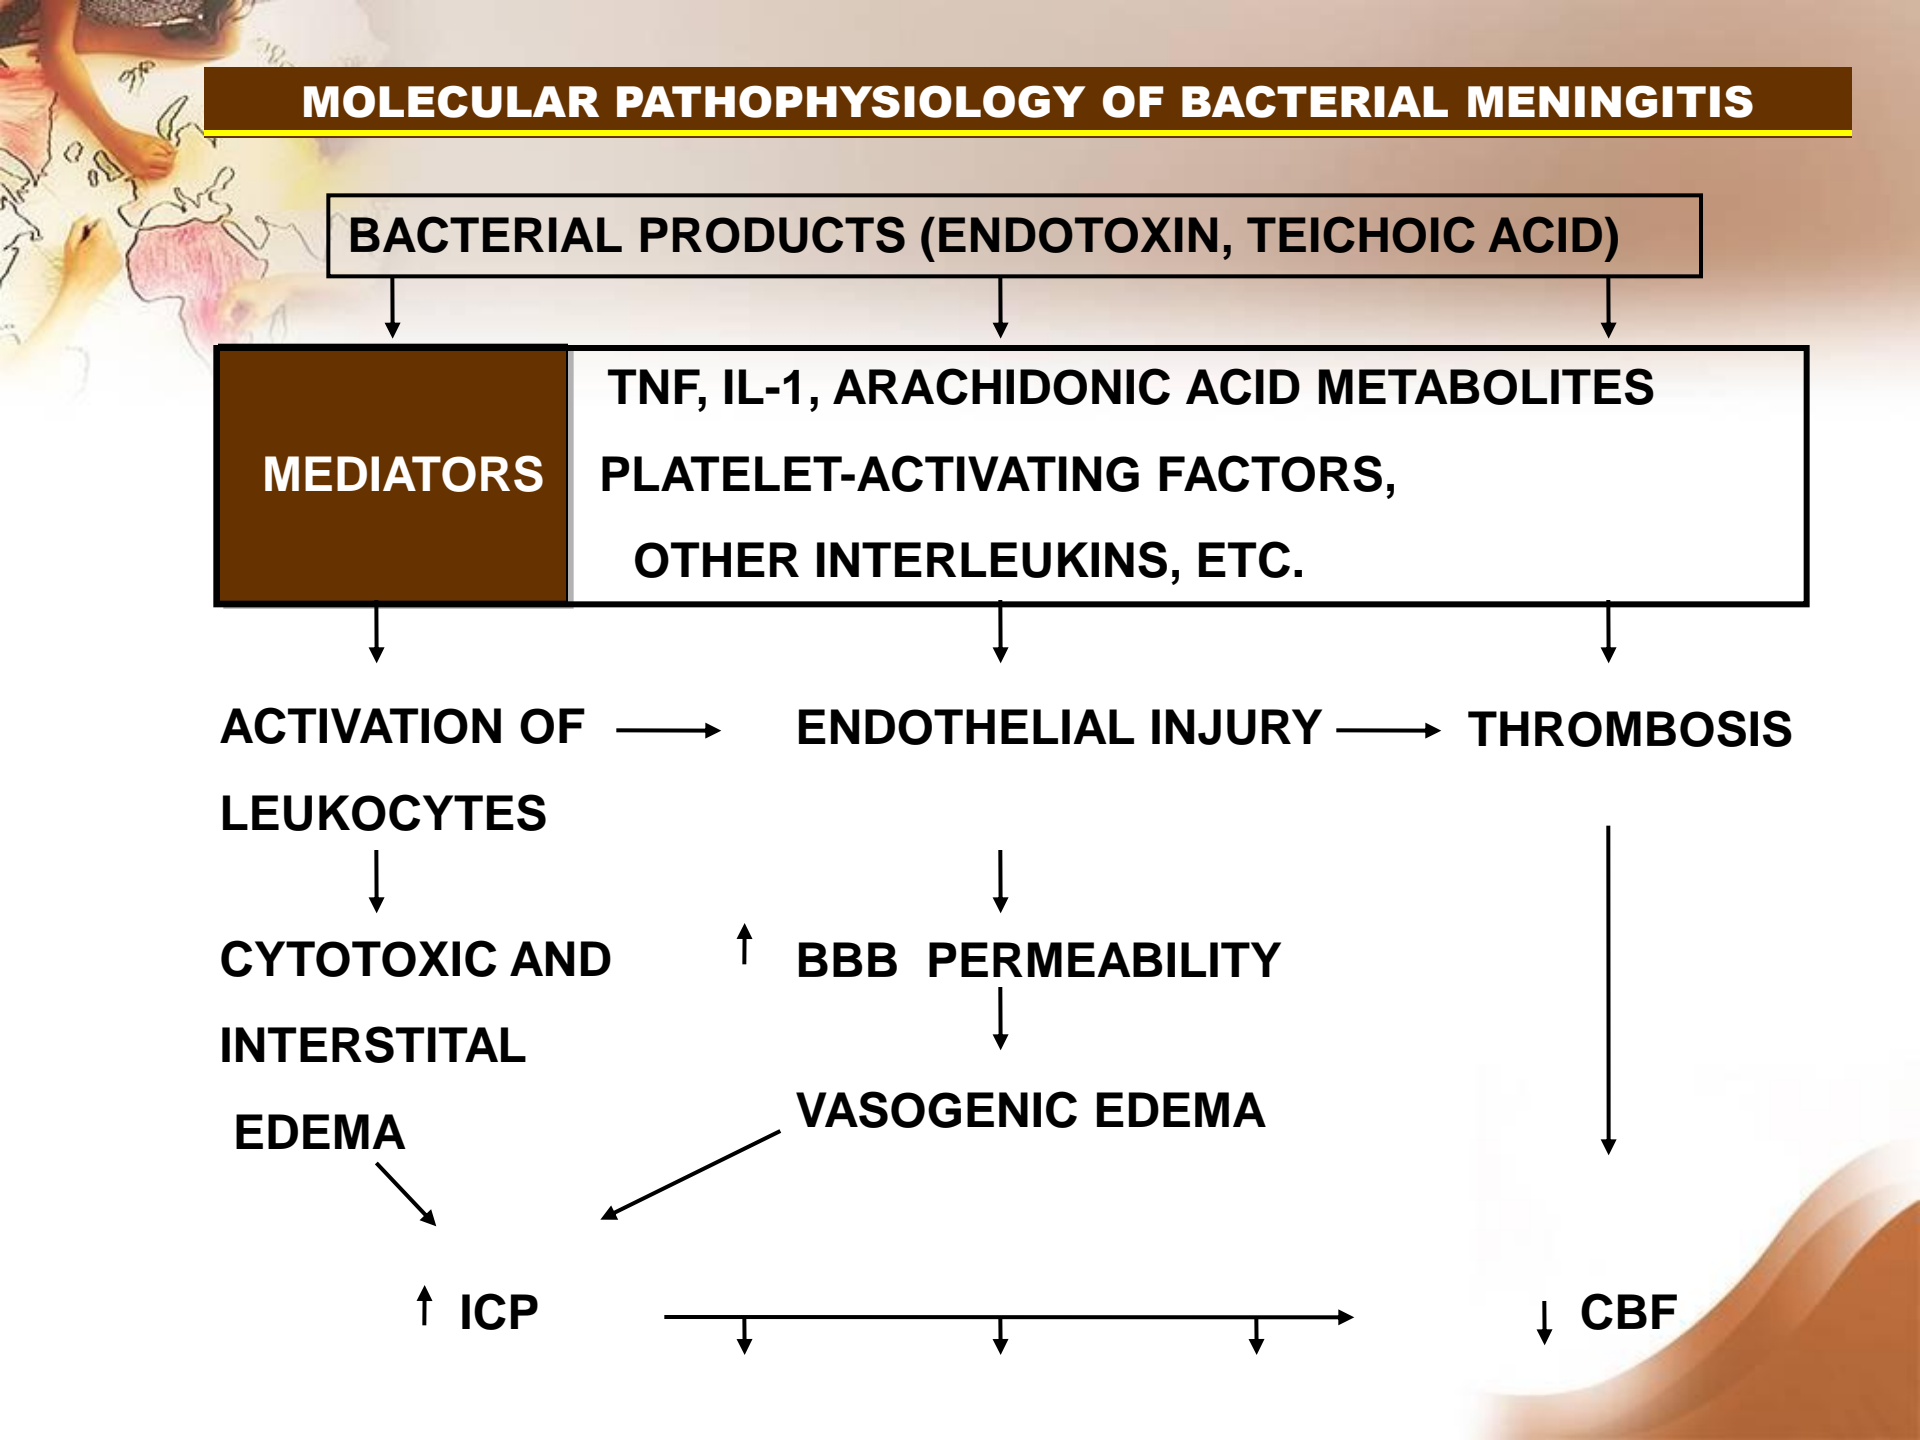 MOLECULAR PATHOPHYSIOLOGY OF BACTERIAL MENINGITIS
BACTERIAL PRODUCTS (ENDOTOXIN, TEICHOIC ACID)
TNF, IL-1, ARACHIDONIC ACID METABOLITES
MEDIATORS PLATELET-ACTIVATING FACTORS,
OTHER INTERLEUKINS, ETC.
ACTIVATION OF ENDOTHELIAL INJURY THROMBOSIS
LEUKOCYTES
CYTOTOXIC AND BBB PERMEABILITY
INTERSTITAL
VASOGENIC EDEMA
EDEMA
ICP CBF